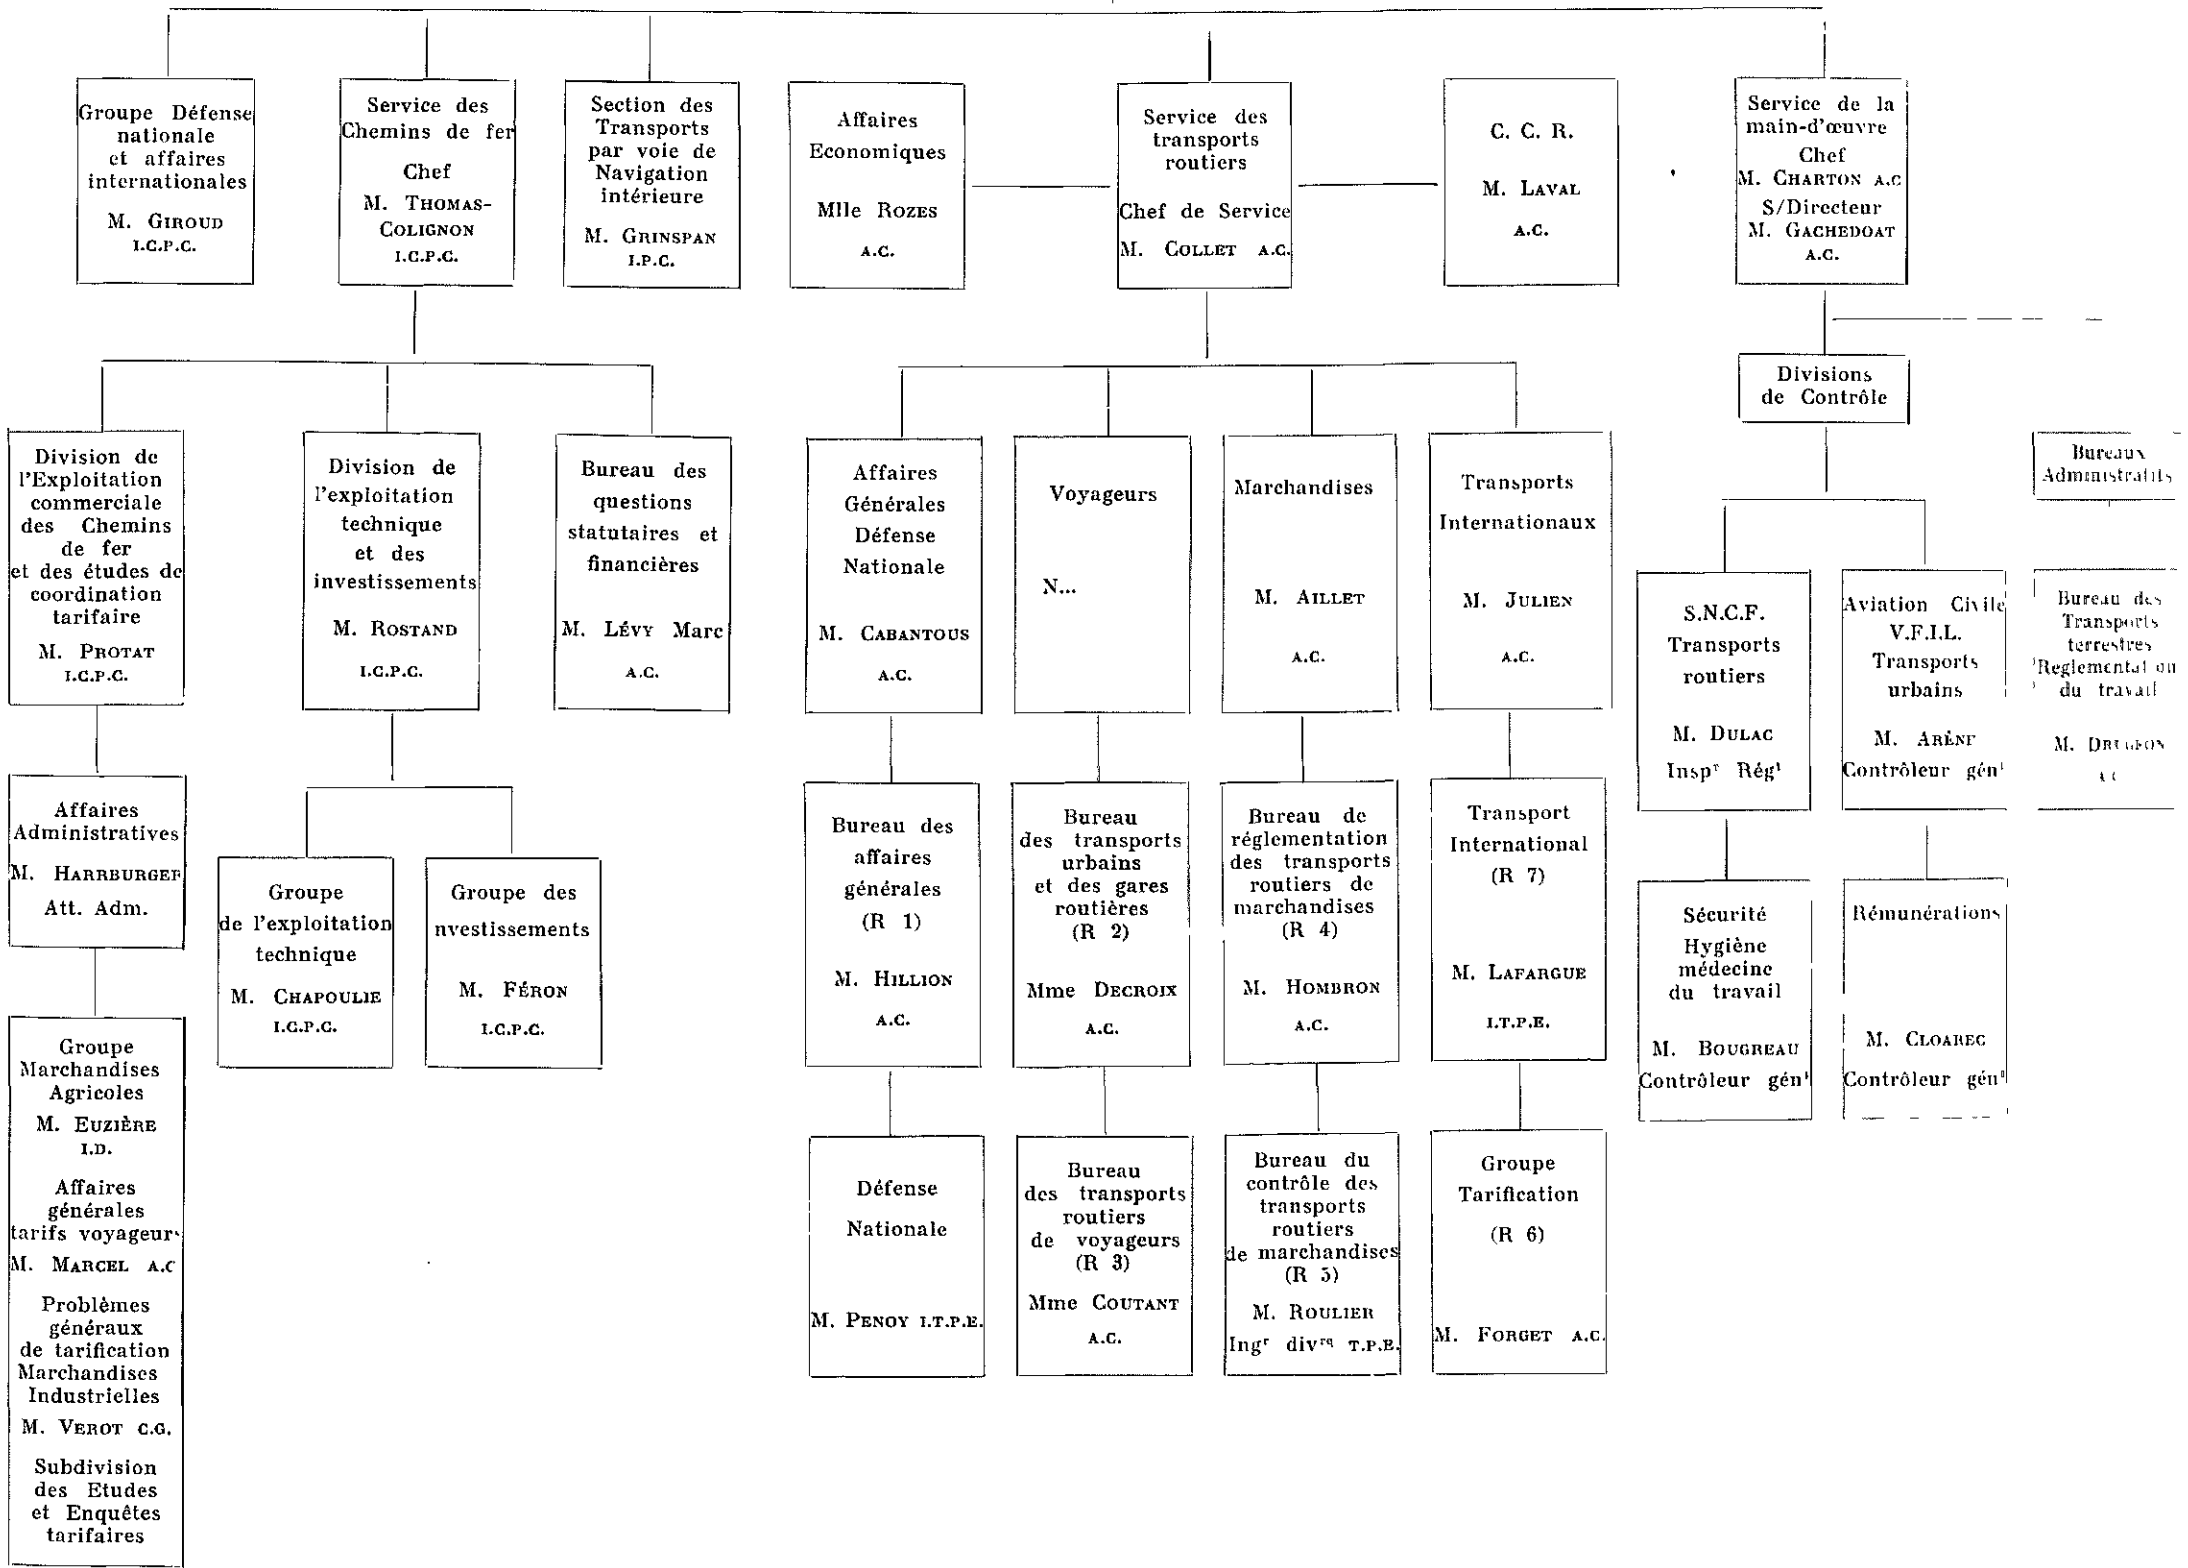 Groupe Défense
nationale
et affaires
internationales
M. GIROUD
I.C.P.C.
Service des
Chemins de fer
Chef
M. THOMAS-
COLIGNON
I.C.P.C.
Section des
Transports
par voie de
Navigation
intérieure
M. GRINSPAN
I.P.C.
Affaires
Economiques
Mlle ROZES
A.C.
Service des
transports
routiers
Chef de Service
M. COLLET A.C.
C. C. R.
M. LAVAL
A.C.
Service de la
main-d'œuvre
Chef
M. CHARTON A.C
S/Directeur
M. GACHEDOAT
A.C.
Divisions
de Contrôle
Division de
l'Exploitation
commerciale
des Chemins
de fer
et des études de
coordination
tarifaire
M. PROTAT
I.C.P.C.
Division de
l'exploitation
technique
et des
investissements
M. ROSTAND
I.C.P.C.
Bureau des
questions
statutaires et
financières
M. LÉVY Marc
A.C.
Affaires
Générales
Défense
Nationale
M. CABANTOUS
A.C.
Voyageurs
N...
Marchandises
M. AILLET
A.C.
Transports
Internationaux
M. JULIEN
A.C.
Bureaux
Administratifs
S.N.C.F.
Transports
routiers
M. DULAC
Inspr Régl
Aviation Civile
V.F.I.L.
Transports
urbains
M. ARÈNE
Contrôleur génl
Bureau des
Transports
terrestres
Reglementation
du travail
M. DRUGEON
A.C
Affaires
Administratives
M. HARRBURGER
Att. Adm.
Groupe
de l'exploitation
technique
M. CHAPOULIE
I.C.P.C.
Groupe des
nvestissements
M. FÉRON
I.C.P.C.
Bureau des
affaires
générales
(R 1)
M. HILLION
A.C.
Bureau
des transports
urbains
et des gares
routières
(R 2)
Mme DECROIX
A.C.
Bureau de
réglementation
des transports
routiers de
marchandises
(R 4)
M. HOMBRON
A.C.
Transport
International
(R 7)
M. LAFARGUE
I.T.P.E.
Sécurité
Hygiène
médecine
du travail
M. BOUGREAU
Contrôleur génl
Rémunérations
M. CLOAREC
Contrôleur génl
Groupe
Marchandises
Agricoles
M. EUZIÈRE
I.D.
Affaires
générales
tarifs voyageurs
M. MARCEL A.C
Problèmes
généraux
de tarification
Marchandises
Industrielles
M. VEROT C.G.
Subdivision
des Etudes
et Enquêtes
tarifaires
Défense
Nationale
M. PENOY I.T.P.E.
Bureau
des transports
routiers
de voyageurs
(R 3)
Mme COUTANT
A.C.
Bureau du
contrôle des
transports
routiers
de marchandises
(R 5)
M. ROULIER
Ingr divrq T.P.E.
Groupe
Tarification
(R 6)
M. FORGET A.C.